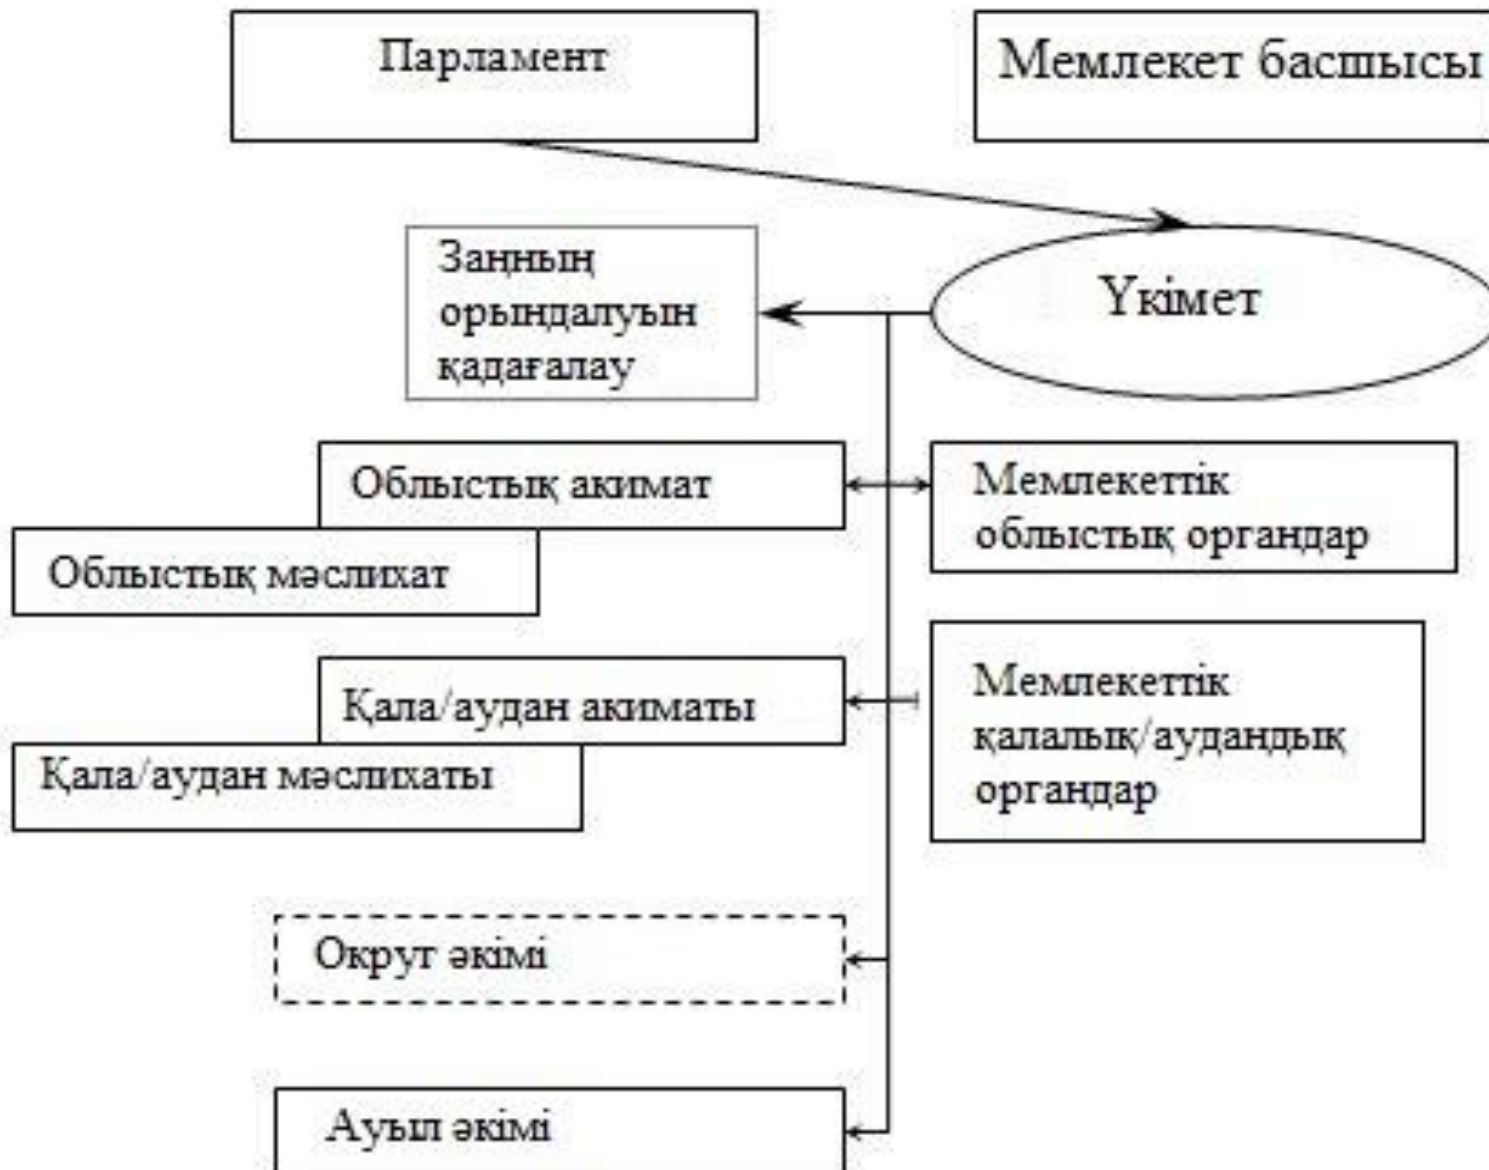 Парламент
Мемлекет басшысы
Заңның
орындалуын
қадағалау
Үкімет
Облыстық акимат
Мемлекеттік
облыстық органдар
Облыстық мәслихат
Қала/аудан акиматы
Мемлекеттік
қалалық/аудандық
органдар
Қала/аудан мәслихаты
Округ әкімі
Ауыл әкімі